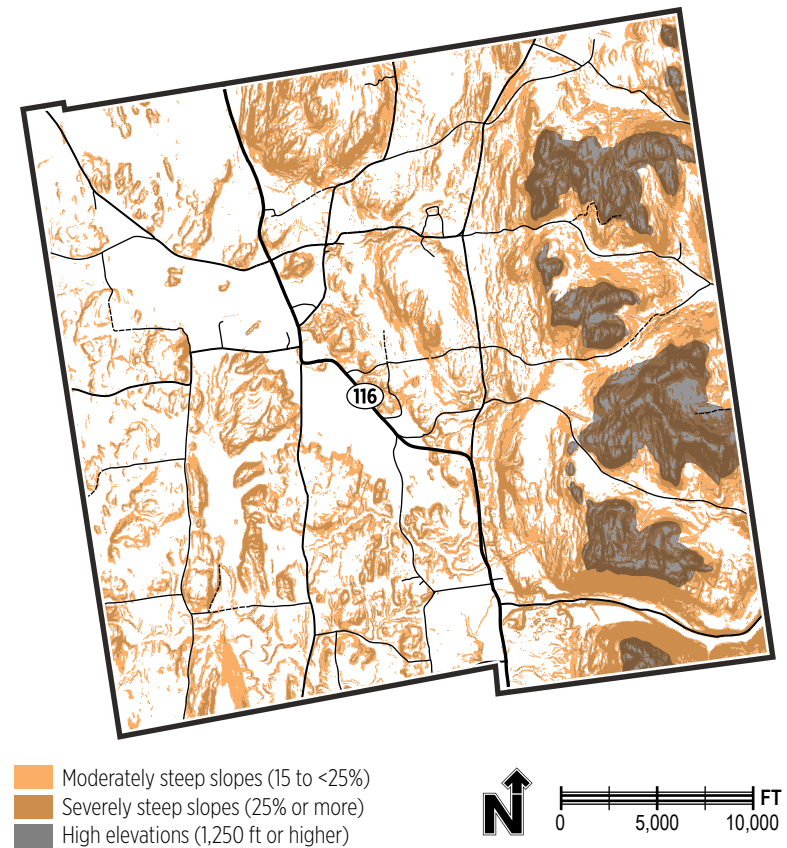 116
Moderately steep slopes (15 to <25%)
Severely steep slopes (25% or more)
High elevations (1,250 ft or higher)
N
FT
0 5,000 10,000